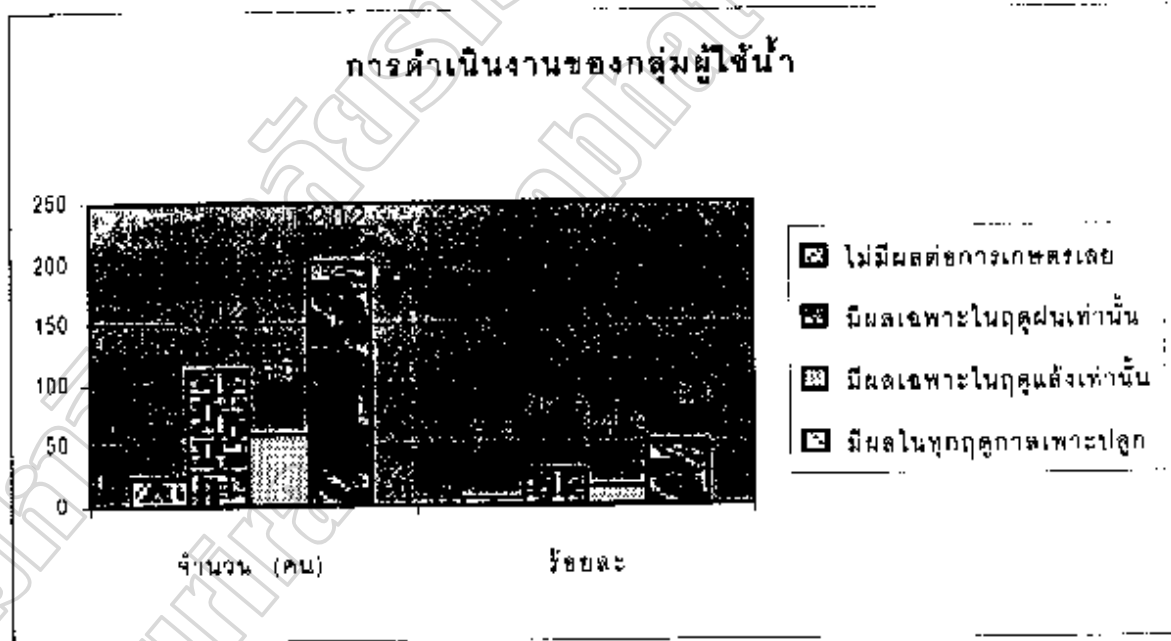 การดำเนินงานของกลุ่มผู้ใช้น้ำ
250
200
150
100
50
0
202
จำนวน (คน)
ร้อยละ
ไม่มีผลต่อการเกษตรเลย
มีผลเฉพาะในฤดูฝนเท่านั้น
มีผลเฉพาะในฤดูแล้งเท่านั้น
มีผลในทุกฤดูกาลเพาะปลูก